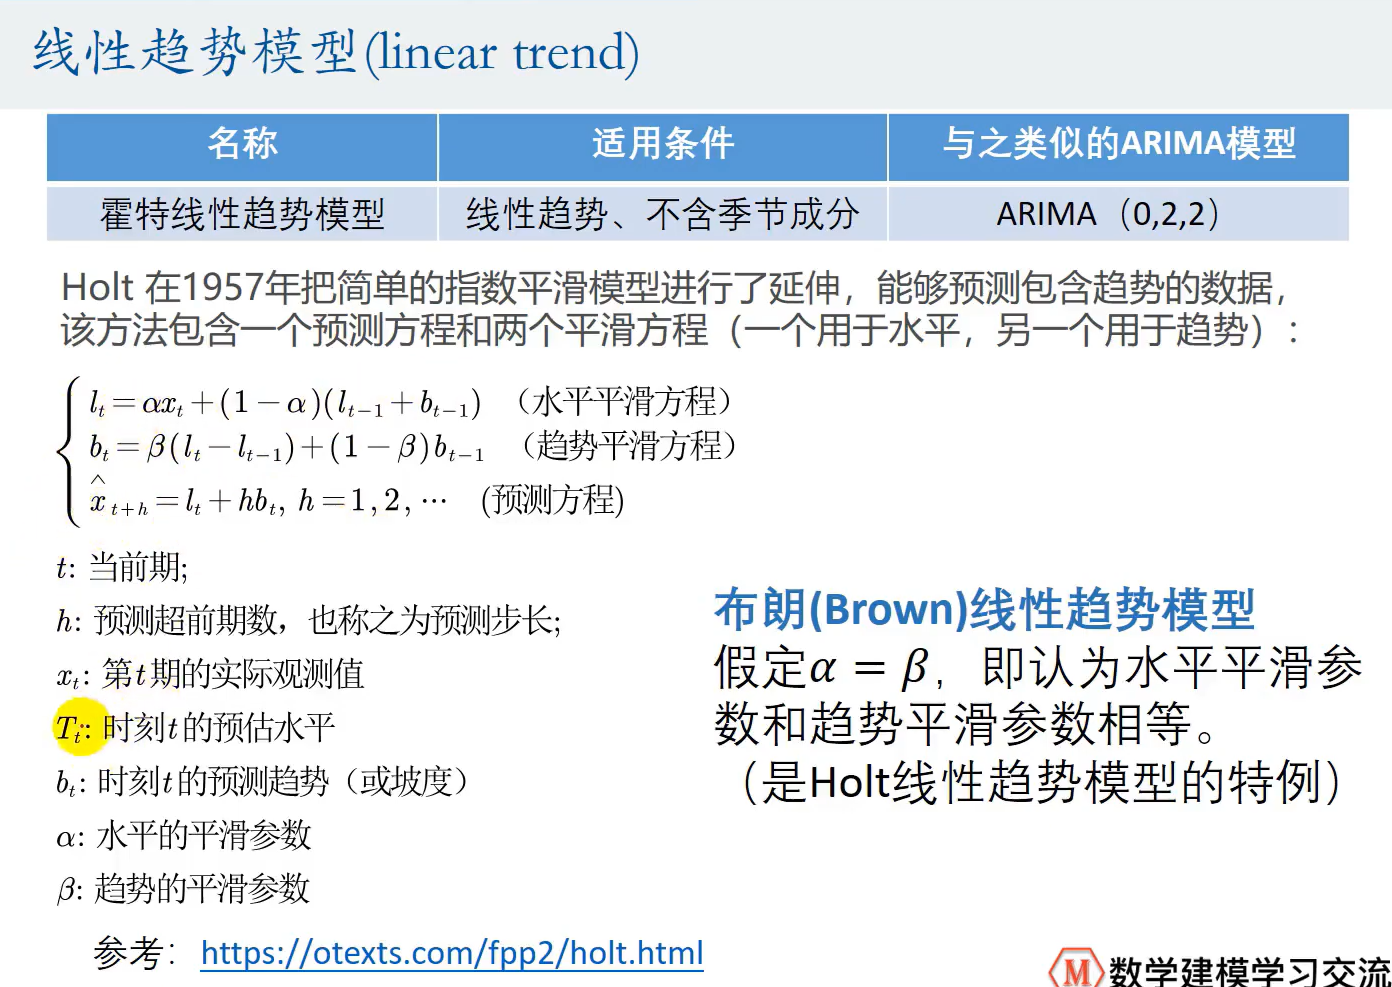 线性趋势模型(linear trend)
名称 适用条件 与之类似的ARIMA模型
霍特线性趋势模型 线性趋势、不含季节成分 ARIMA（0,2,2）
Holt 在1957年把简单的指数平滑模型进行了延伸，能够预测包含趋势的数据，
该方法包含一个预测方程和两个平滑方程（一个用于水平，另一个用于趋势）：
l_t = αx_t + (1 − α)(l_{t−1} + b_{t−1}) （水平平滑方程）
b_t = β(l_t − l_{t−1}) + (1 − β)b_{t−1} （趋势平滑方程）
x̂_{t+h} = l_t + hb_t, h = 1, 2, ⋯ (预测方程)
t: 当前期;
h: 预测超前期数，也称之为预测步长;
x_t: 第t期的实际观测值
T_t: 时刻t的预估水平
b_t: 时刻t的预测趋势（或坡度）
α: 水平的平滑参数
β: 趋势的平滑参数
参考：https://otexts.com/fpp2/holt.html
布朗(Brown)线性趋势模型
假定α = β，即认为水平平滑参
数和趋势平滑参数相等。
（是Holt线性趋势模型的特例）
M 数学建模学习交流